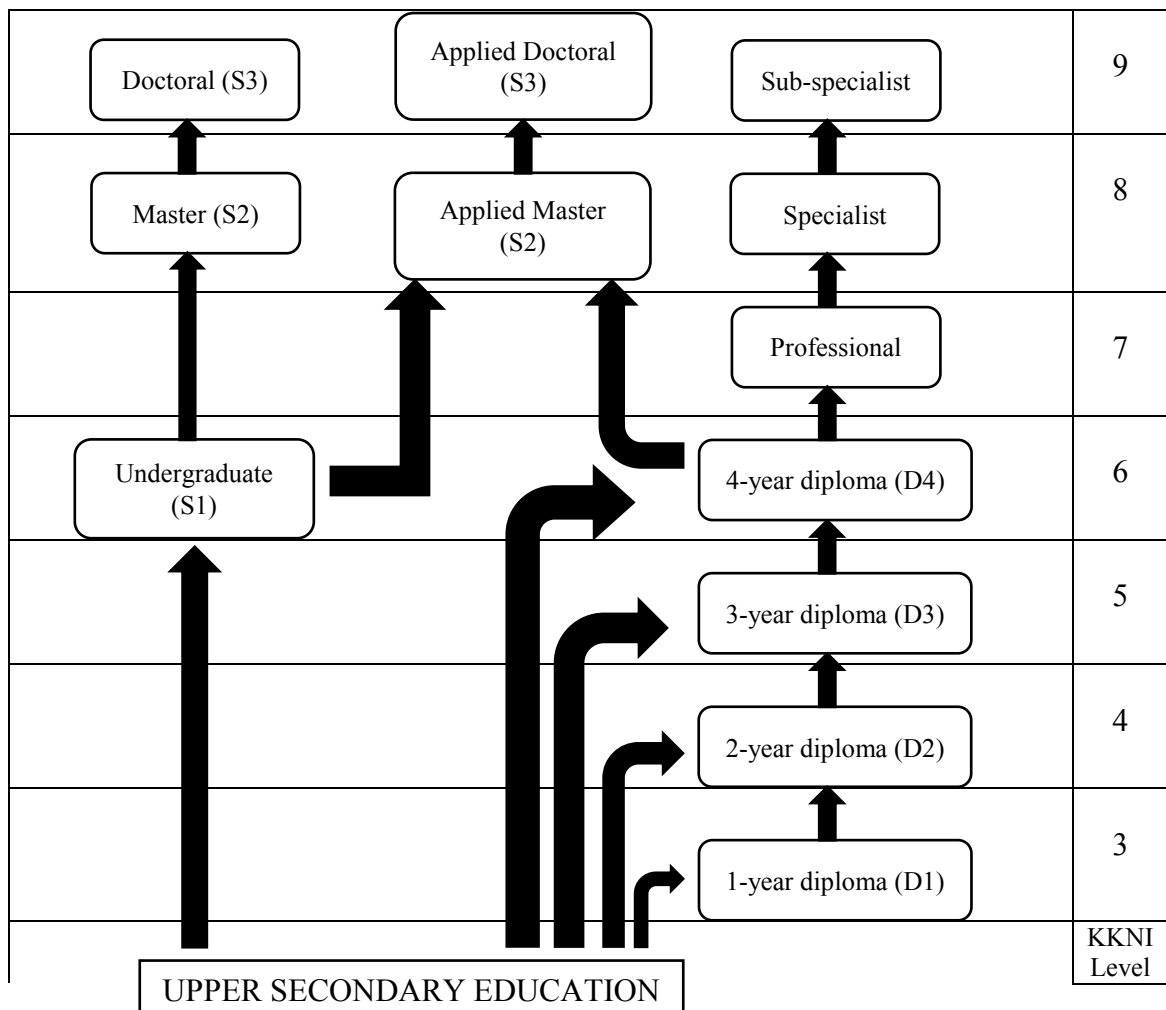 Doctoral (S3)
Applied Doctoral
(S3)
Sub-specialist
9
Master (S2)
Applied Master
(S2)
Specialist
8
Professional
7
Undergraduate
(S1)
4-year diploma (D4)
6
3-year diploma (D3)
5
2-year diploma (D2)
4
1-year diploma (D1)
3
KKNI
Level
UPPER SECONDARY EDUCATION